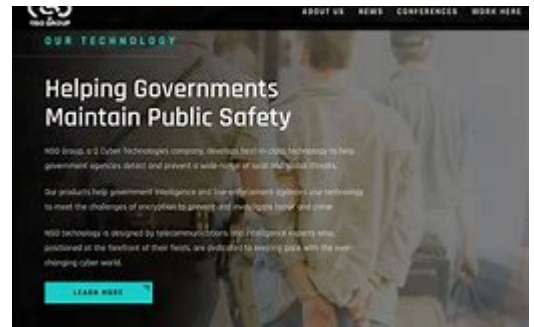 NSO GROUP
ABOUT US NEWS CONFERENCES WORK HERE
OUR TECHNOLOGY
Helping Governments
Maintain Public Safety
NSO Group, a Q Cyber Technologies company, develops best-in-class technology to help
government agencies detect and prevent a wide-range of local and global threats.
Our products help government intelligence and law-enforcement agencies use technology
to meet the challenges of encryption to prevent and investigate terror and crime
NSO technology is designed by telecommunications and intelligence experts who,
positioned at the forefront of their fields, are dedicated to keeping pace with the ever-
changing cyber world.
LEARN MORE